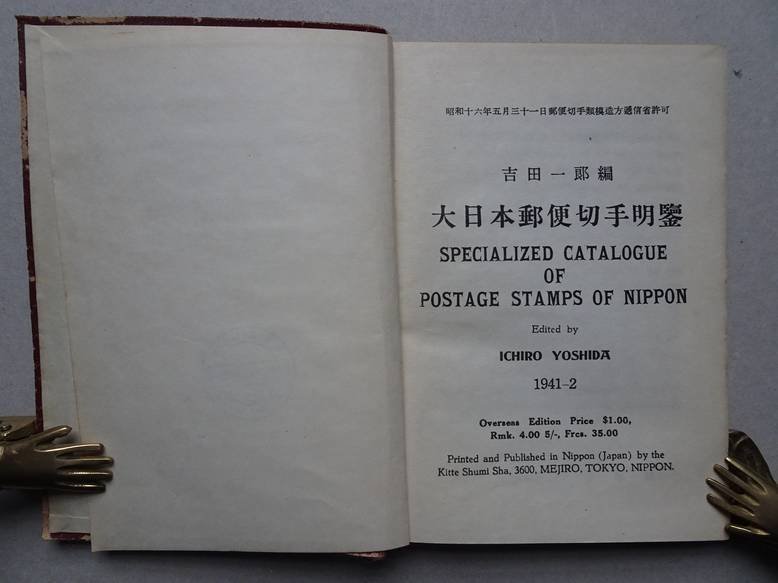 昭和十六年五月三十一日郵便切手類模造方遞信省許可
吉田一郎編
大日本郵便切手明鑒
SPECIALIZED CATALOGUE
OF
POSTAGE STAMPS OF NIPPON
Edited by
ICHIRO YOSHIDA
1941-2
Overseas Edition Price $1.00,
Rmk. 4.00 5/-, Frcs. 35.00
Printed and Published in Nippon (Japan) by the
Kitte Shumi Sha, 3600, MEJIRO, TOKYO, NIPPON.